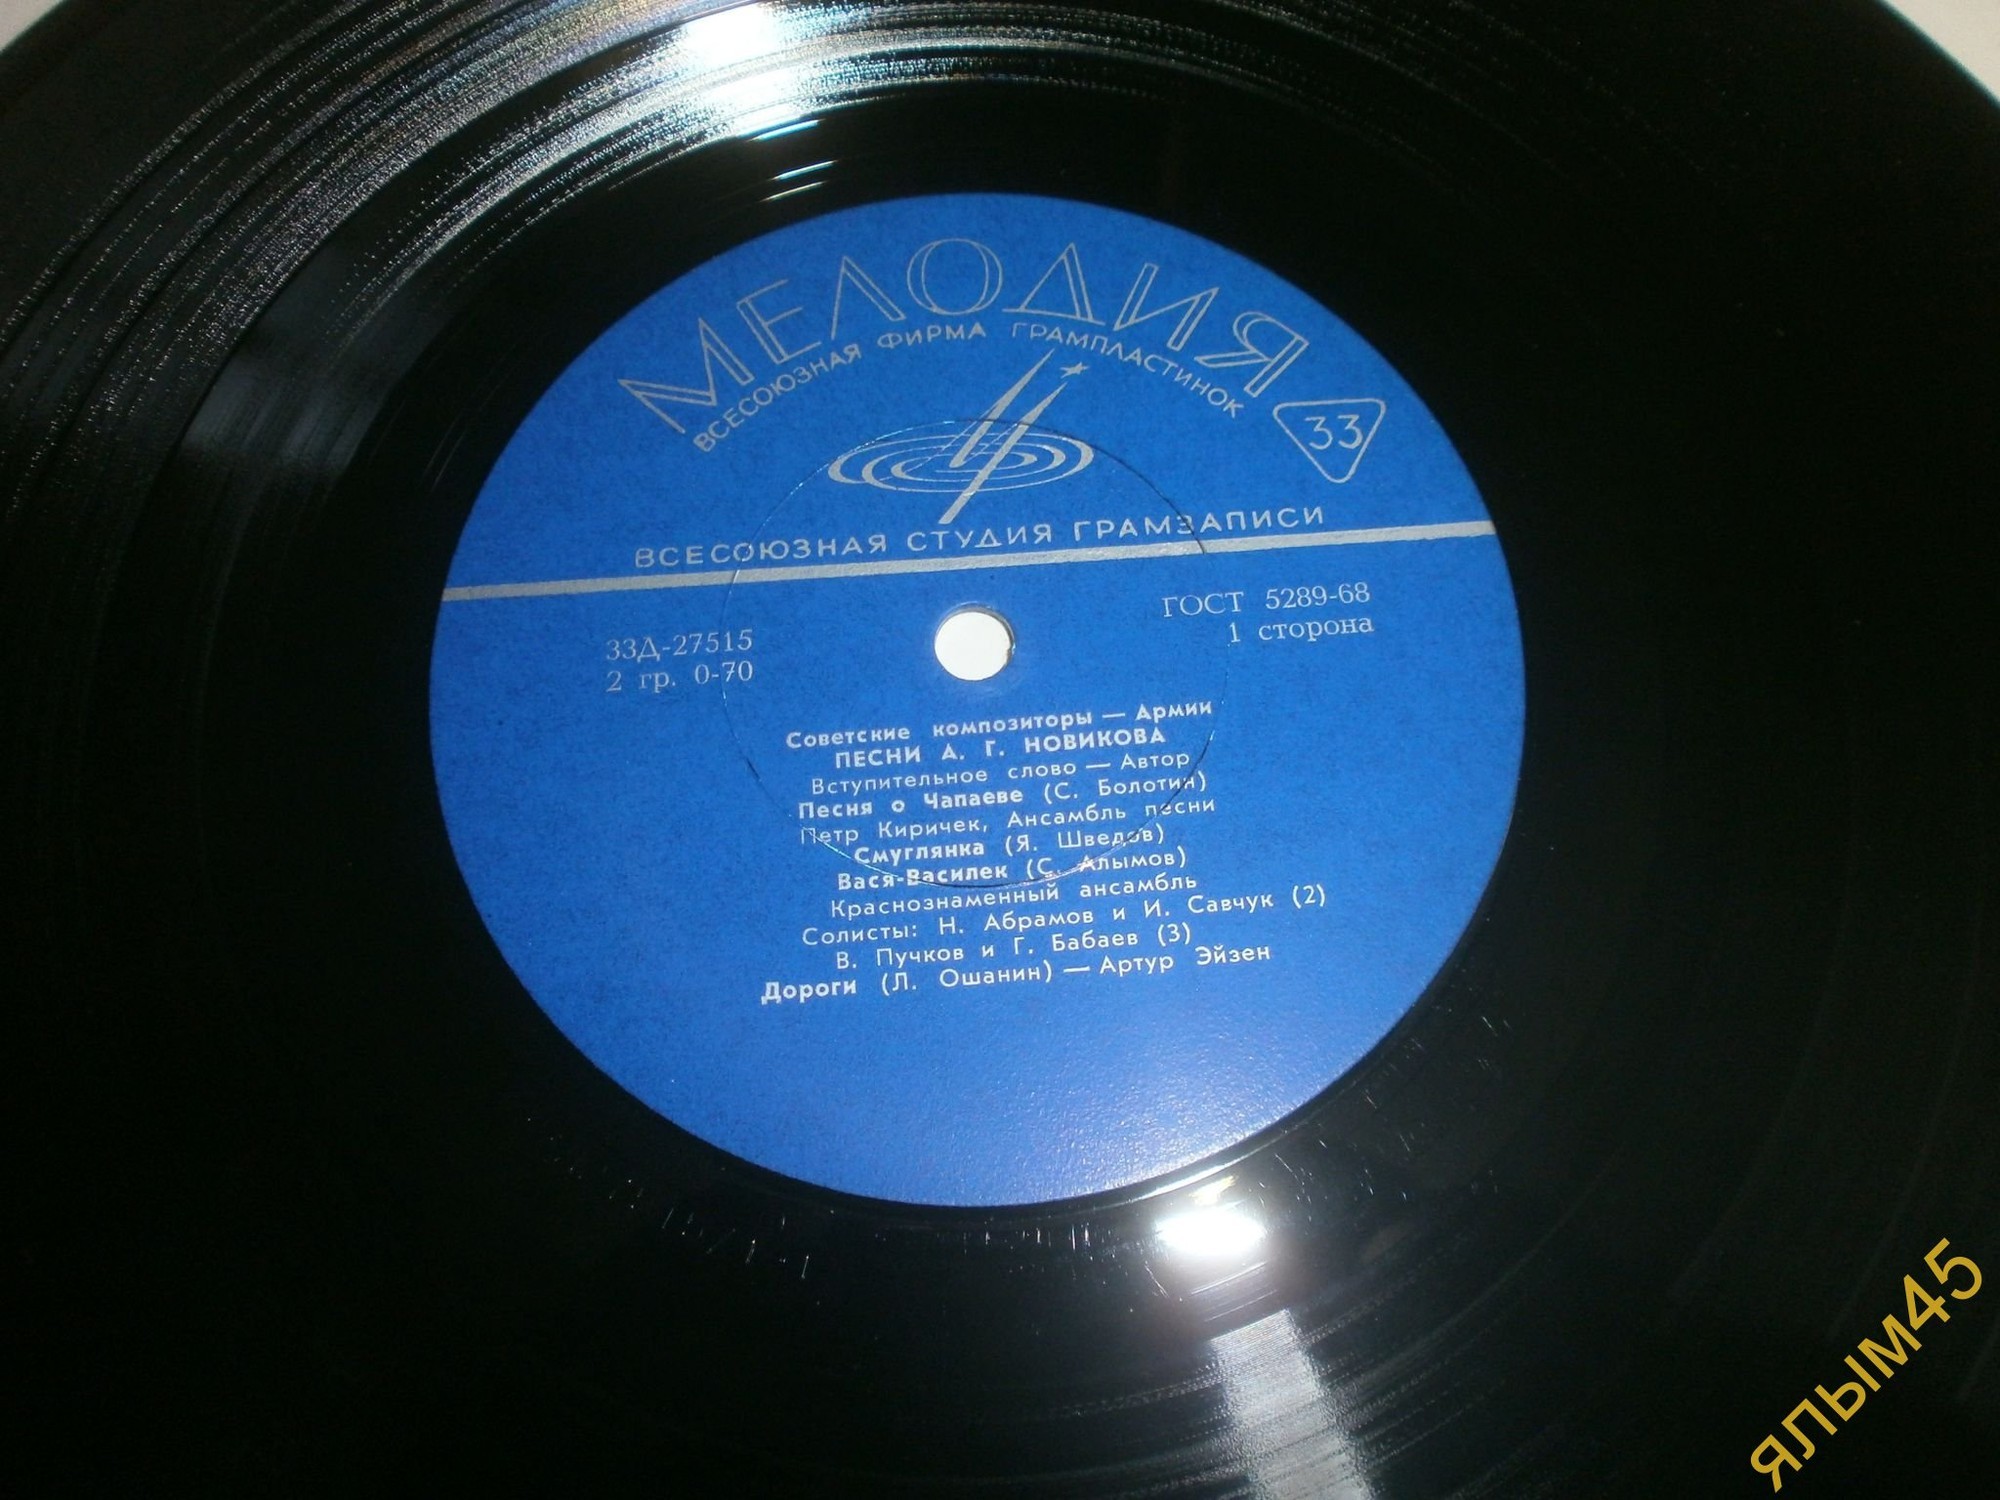 МЕЛОДИЯ
ВСЕСОЮЗНАЯ ФИРМА ГРАМПЛАСТИНОК
33
ВСЕСОЮЗНАЯ СТУДИЯ ГРАМЗАПИСИ
33Д-27515
2 гр. 0-70
ГОСТ 5289-68
1 сторона
Советские композиторы — Армии
ПЕСНИ А. Г. НОВИКОВА
Вступительное слово — Автор
Песня о Чапаеве (С. Болотин)
Петр Киричек, Ансамбль песни
Смуглянка (Я. Шведов)
Вася-Василек (С. Алымов)
Краснознаменный ансамбль
Солисты: Н. Абрамов и И. Савчук (2)
В. Пучков и Г. Бабаев (3)
Дороги (Л. Ошанин) — Артур Эйзен
ялым45